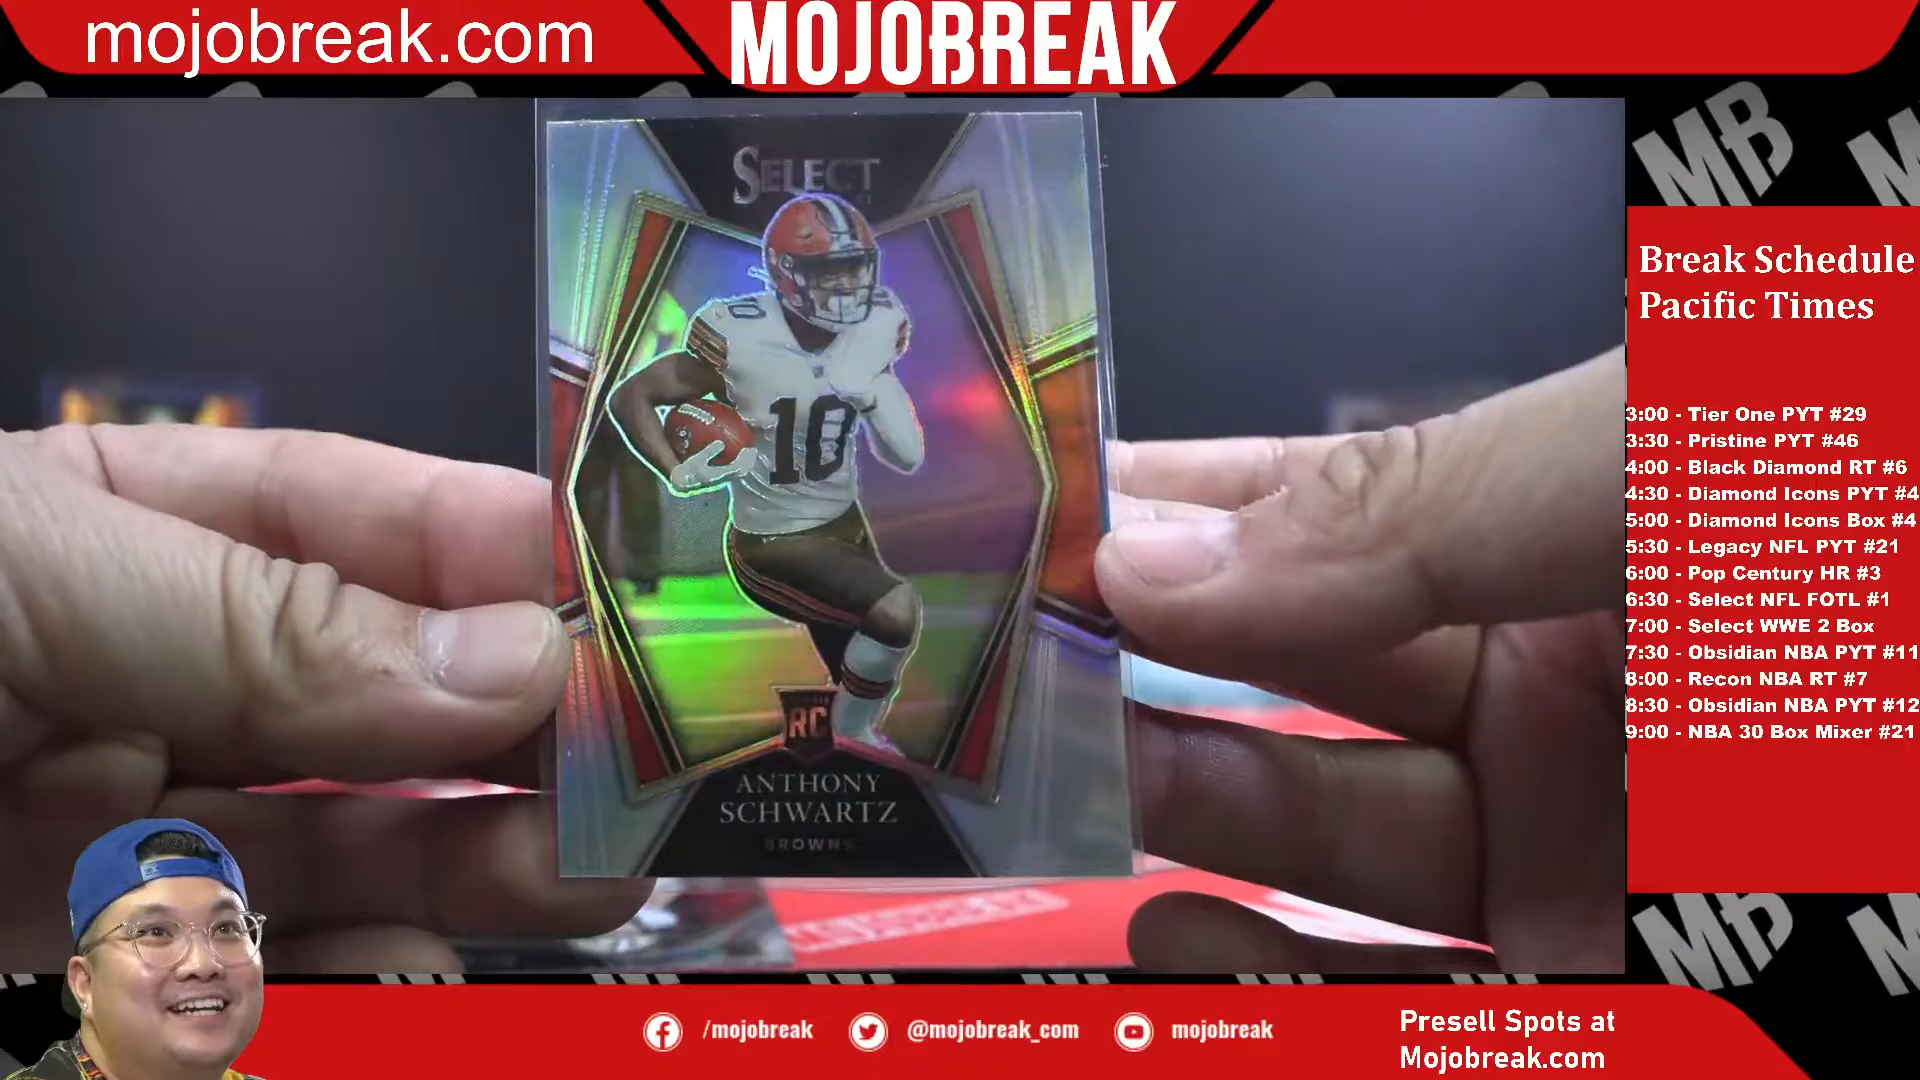 mojobreak.com
MOJOBREAK
SELECT
10
10
RC
ANTHONY
SCHWARTZ
BROWNS
Break Schedule
Pacific Times
3:00 - Tier One PYT #29
3:30 - Pristine PYT #46
4:00 - Black Diamond RT #6
4:30 - Diamond Icons PYT #4
5:00 - Diamond Icons Box #4
5:30 - Legacy NFL PYT #21
6:00 - Pop Century HR #3
6:30 - Select NFL FOTL #1
7:00 - Select WWE 2 Box
7:30 - Obsidian NBA PYT #11
8:00 - Recon NBA RT #7
8:30 - Obsidian NBA PYT #12
9:00 - NBA 30 Box Mixer #21
MB
MB
/mojobreak
@mojobreak_com
mojobreak
Presell Spots at
Mojobreak.com